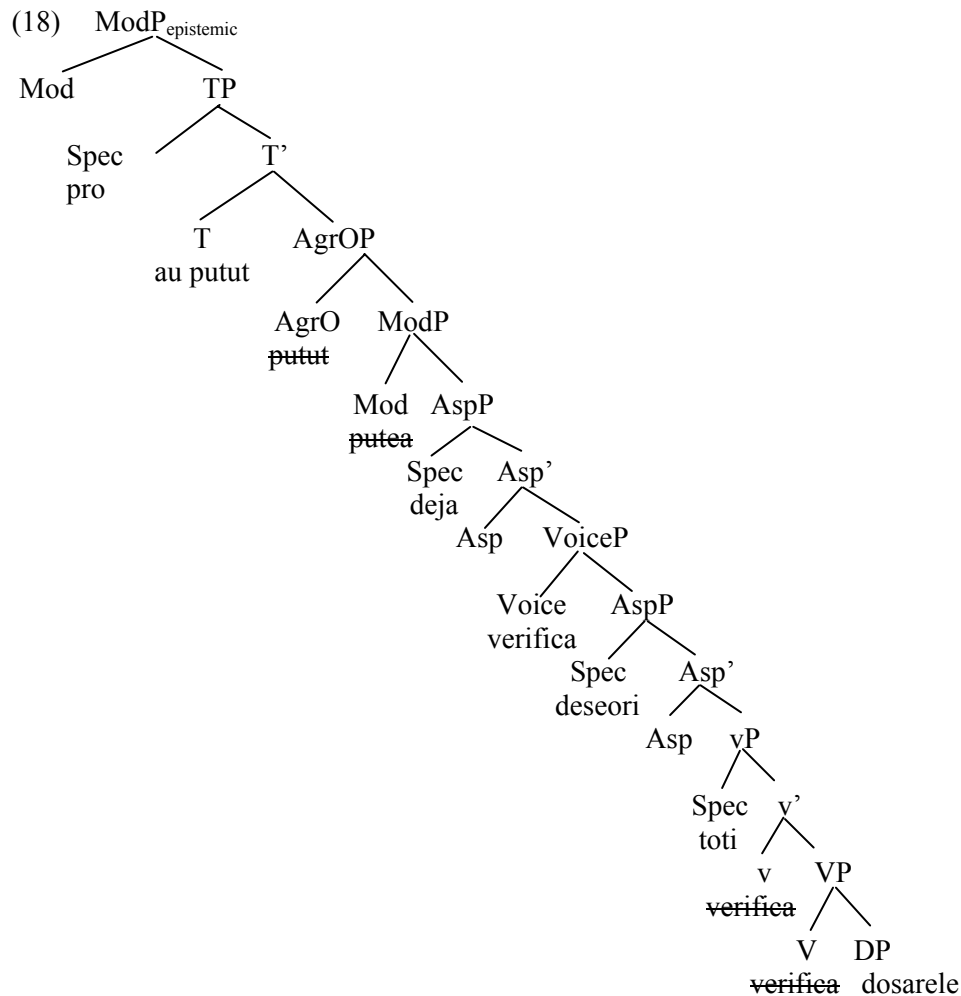 (18) ModPepistemic
Mod TP
Spec T’
pro
T AgrOP
au putut
AgrO ModP
putut
Mod AspP
putea
Spec Asp’
deja
Asp VoiceP
Voice AspP
verifica
Spec Asp’
deseori
Asp vP
Spec v’
toti
v VP
verifica
V DP
verifica dosarele